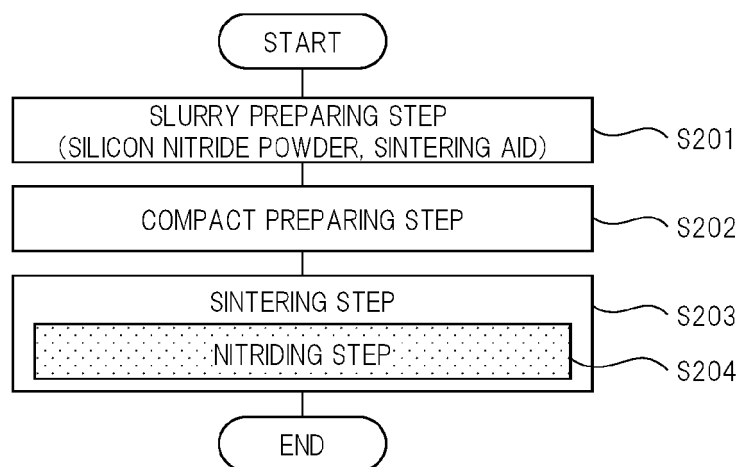 START
SLURRY PREPARING STEP
(SILICON NITRIDE POWDER, SINTERING AID)
S201
COMPACT PREPARING STEP
S202
SINTERING STEP
S203
NITRIDING STEP
S204
END